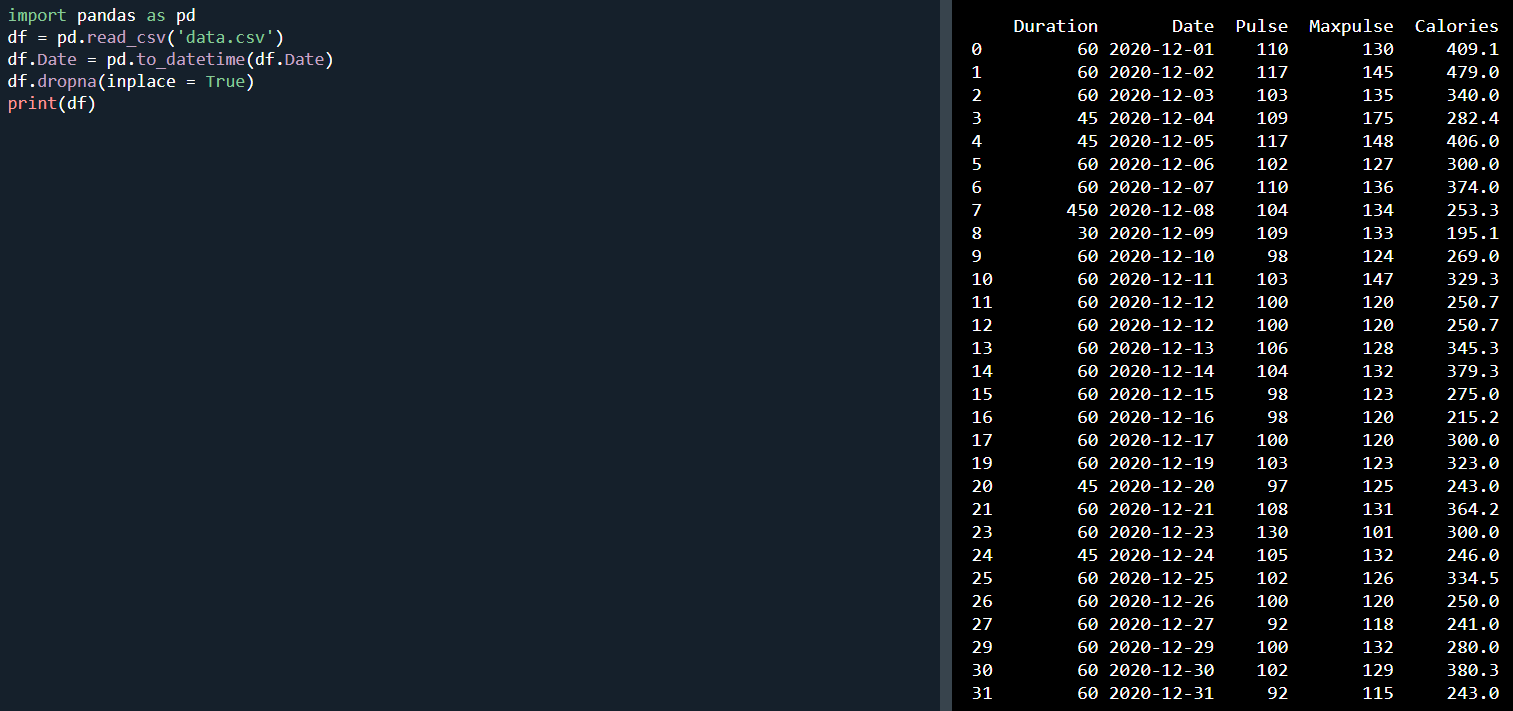 import pandas as pd
df = pd.read_csv('data.csv')
df.Date = pd.to_datetime(df.Date)
df.dropna(inplace = True)
print(df)
Duration Date Pulse Maxpulse Calories
0 60 2020-12-01 110 130 409.1
1 60 2020-12-02 117 145 479.0
2 60 2020-12-03 103 135 340.0
3 45 2020-12-04 109 175 282.4
4 45 2020-12-05 117 148 406.0
5 60 2020-12-06 102 127 300.0
6 60 2020-12-07 110 136 374.0
7 450 2020-12-08 104 134 253.3
8 30 2020-12-09 109 133 195.1
9 60 2020-12-10 98 124 269.0
10 60 2020-12-11 103 147 329.3
11 60 2020-12-12 100 120 250.7
12 60 2020-12-12 100 120 250.7
13 60 2020-12-13 106 128 345.3
14 60 2020-12-14 104 132 379.3
15 60 2020-12-15 98 123 275.0
16 60 2020-12-16 98 120 215.2
17 60 2020-12-17 100 120 300.0
19 60 2020-12-19 103 123 323.0
20 45 2020-12-20 97 125 243.0
21 60 2020-12-21 108 131 364.2
23 60 2020-12-23 130 101 300.0
24 45 2020-12-24 105 132 246.0
25 60 2020-12-25 102 126 334.5
26 60 2020-12-26 100 120 250.0
27 60 2020-12-27 92 118 241.0
29 60 2020-12-29 100 132 280.0
30 60 2020-12-30 102 129 380.3
31 60 2020-12-31 92 115 243.0